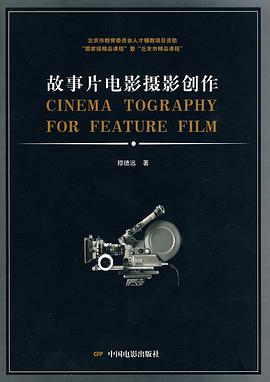 北京市教育委员会人才强教项目资助
“国家级精品课程”暨“北京市精品课程”
故事片电影摄影创作
CINEMA TOGRAPHY
FOR FEATURE FILM
穆德远 著
CFP 中国电影出版社